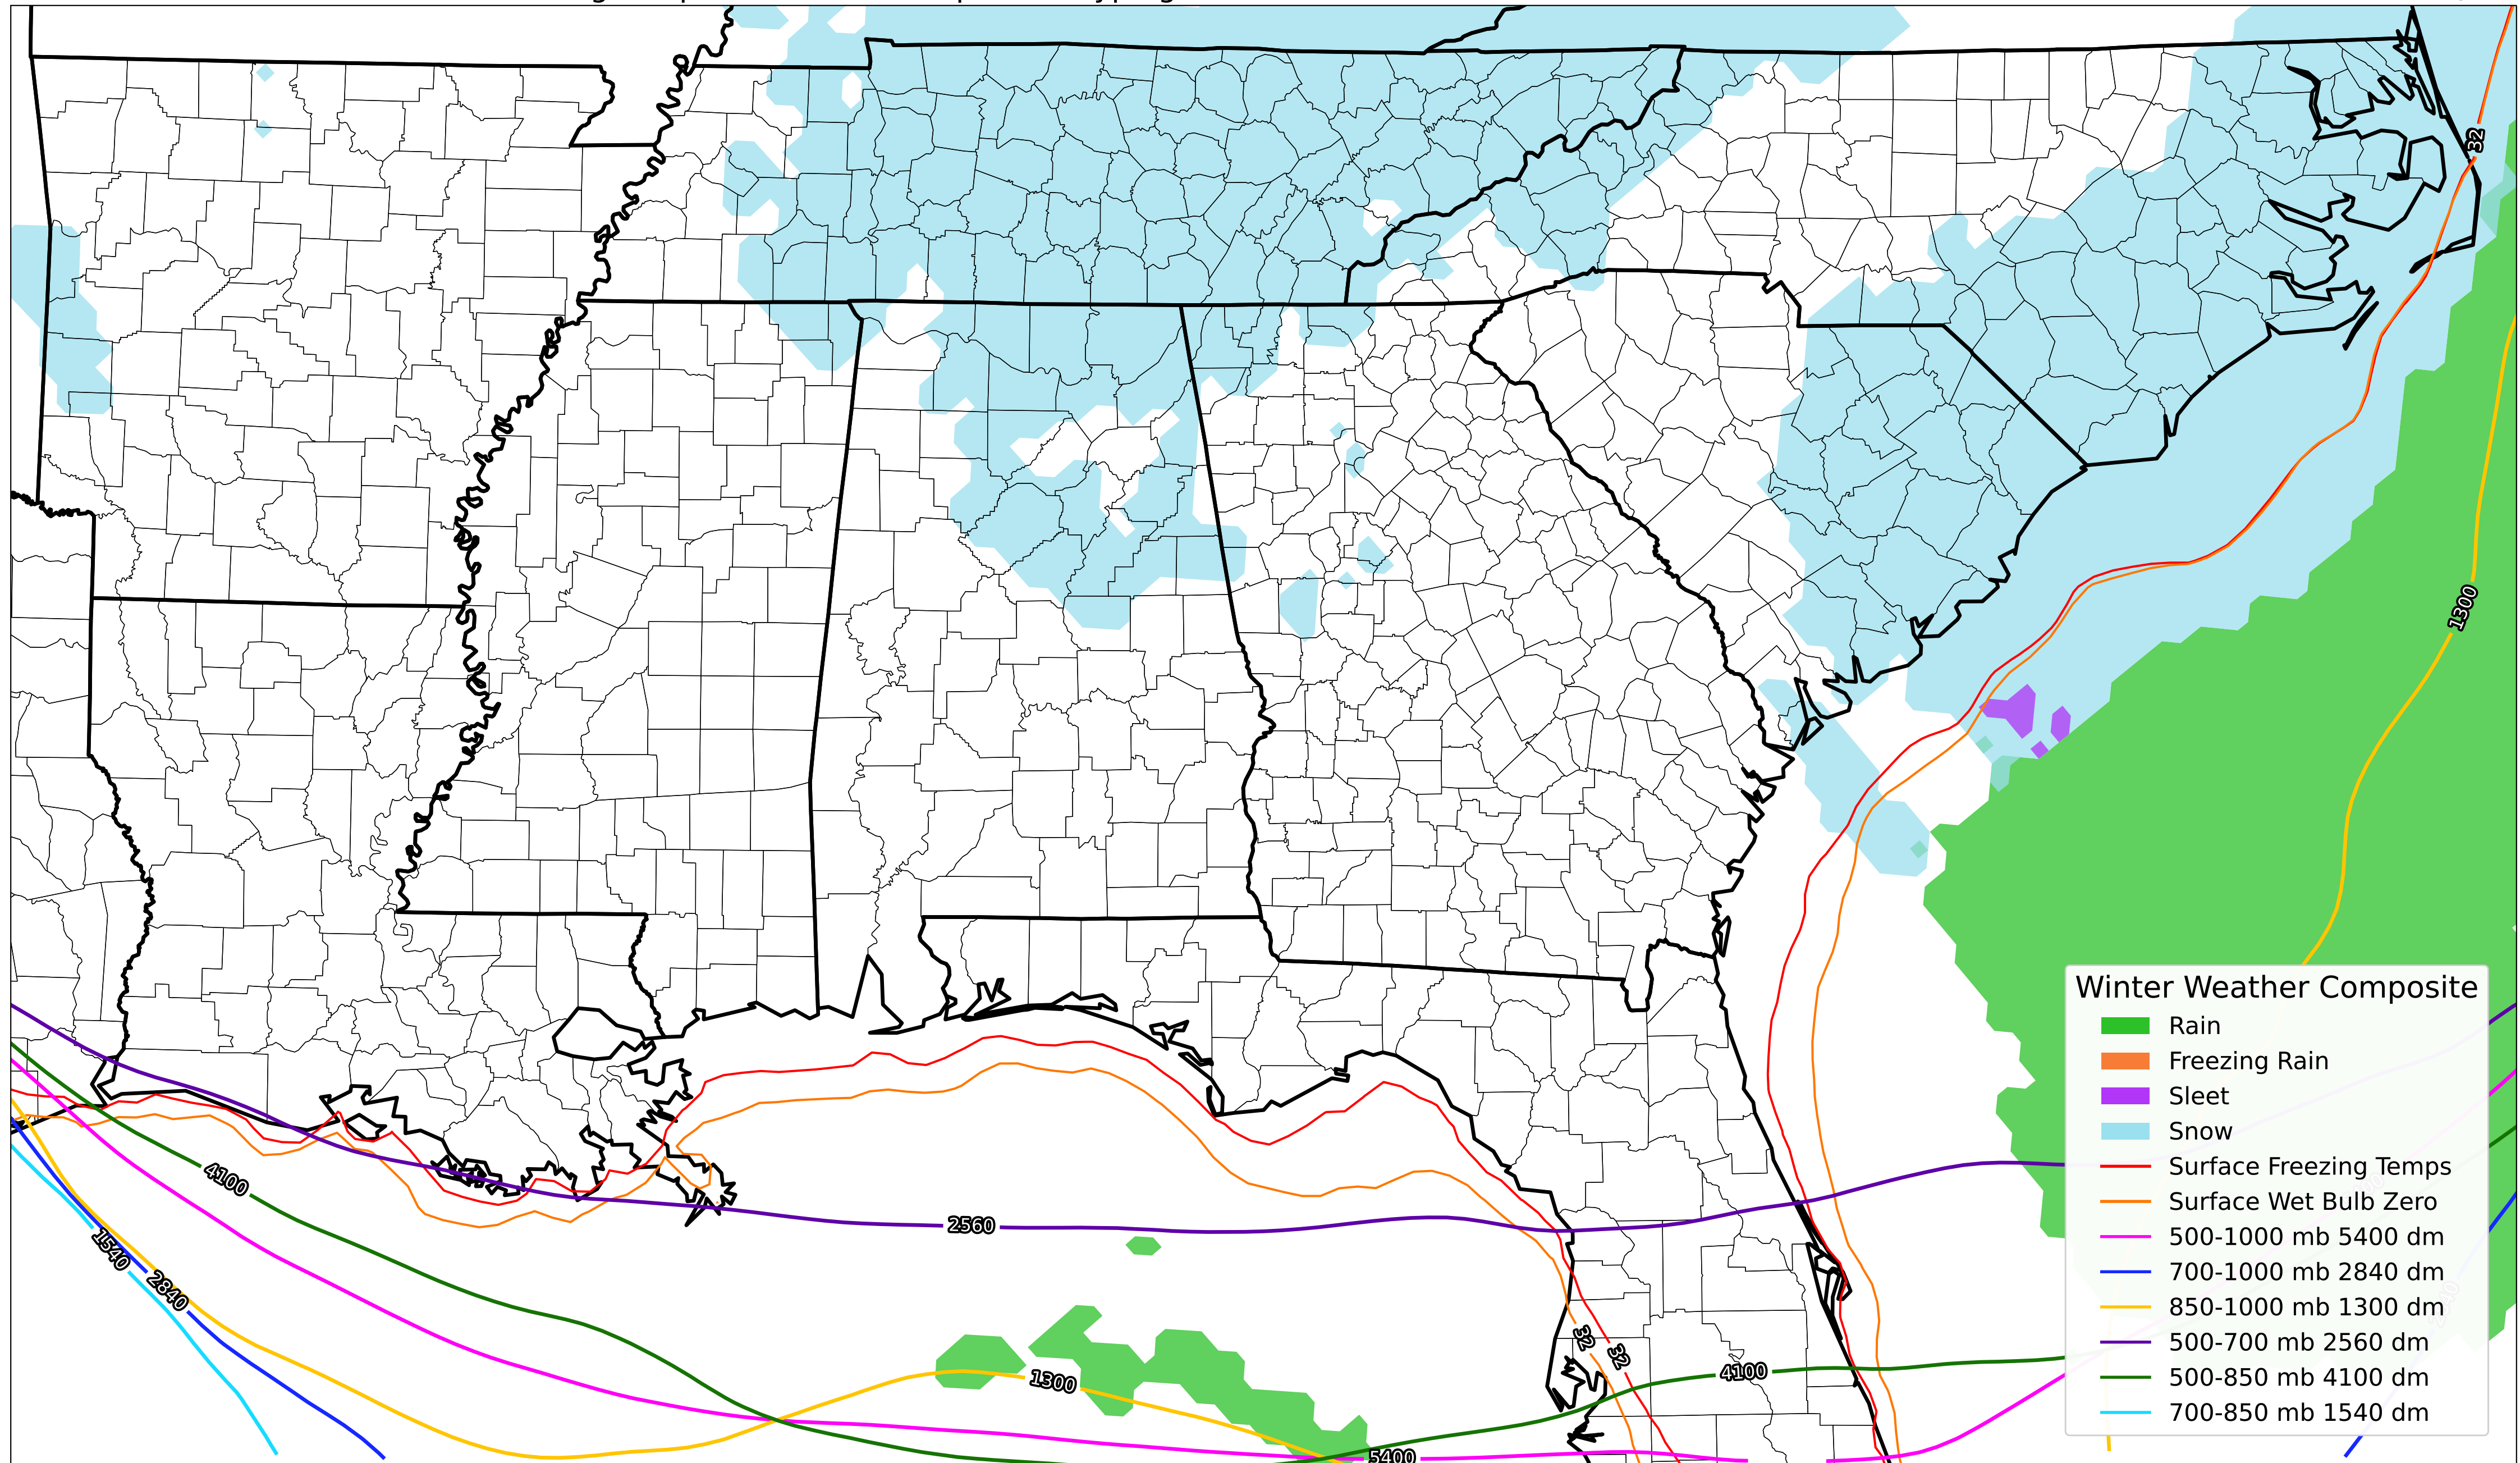 32
1300
4100
2560
1540
2840
32
32
1300
4100
5400
Winter Weather Composite
Rain
Freezing Rain
Sleet
Snow
Surface Freezing Temps
Surface Wet Bulb Zero
500-1000 mb 5400 dm
700-1000 mb 2840 dm
850-1000 mb 1300 dm
500-700 mb 2560 dm
500-850 mb 4100 dm
700-850 mb 1540 dm